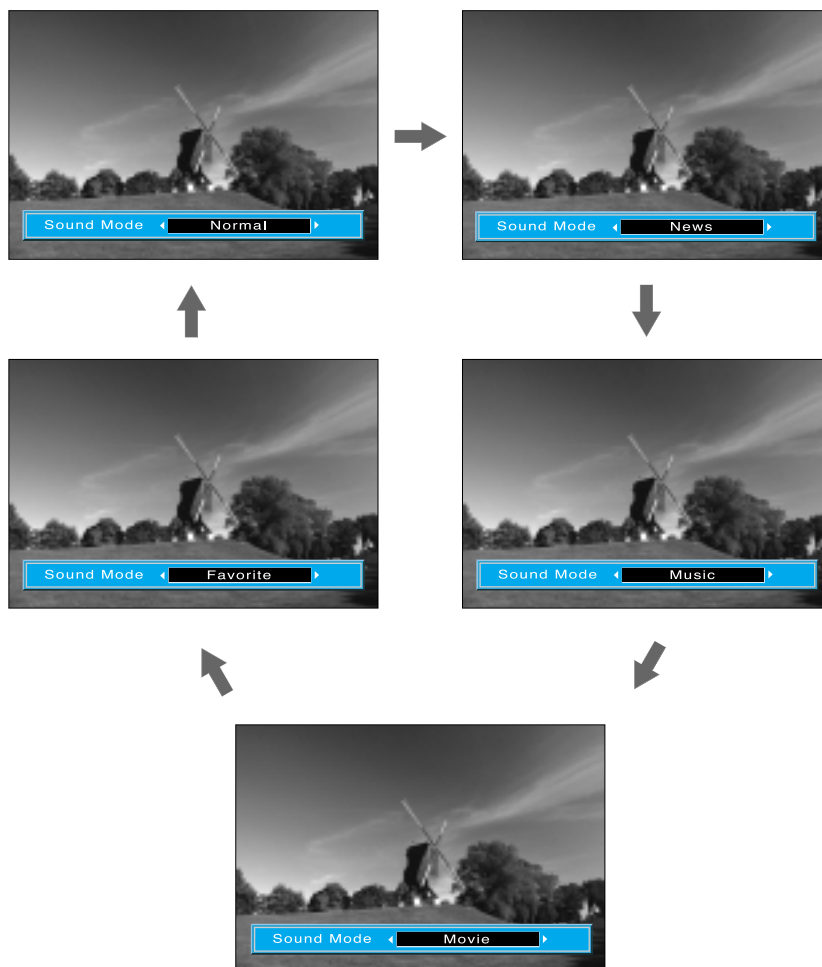 Sound Mode Normal
Sound Mode News
Sound Mode Favorite
Sound Mode Music
Sound Mode Movie